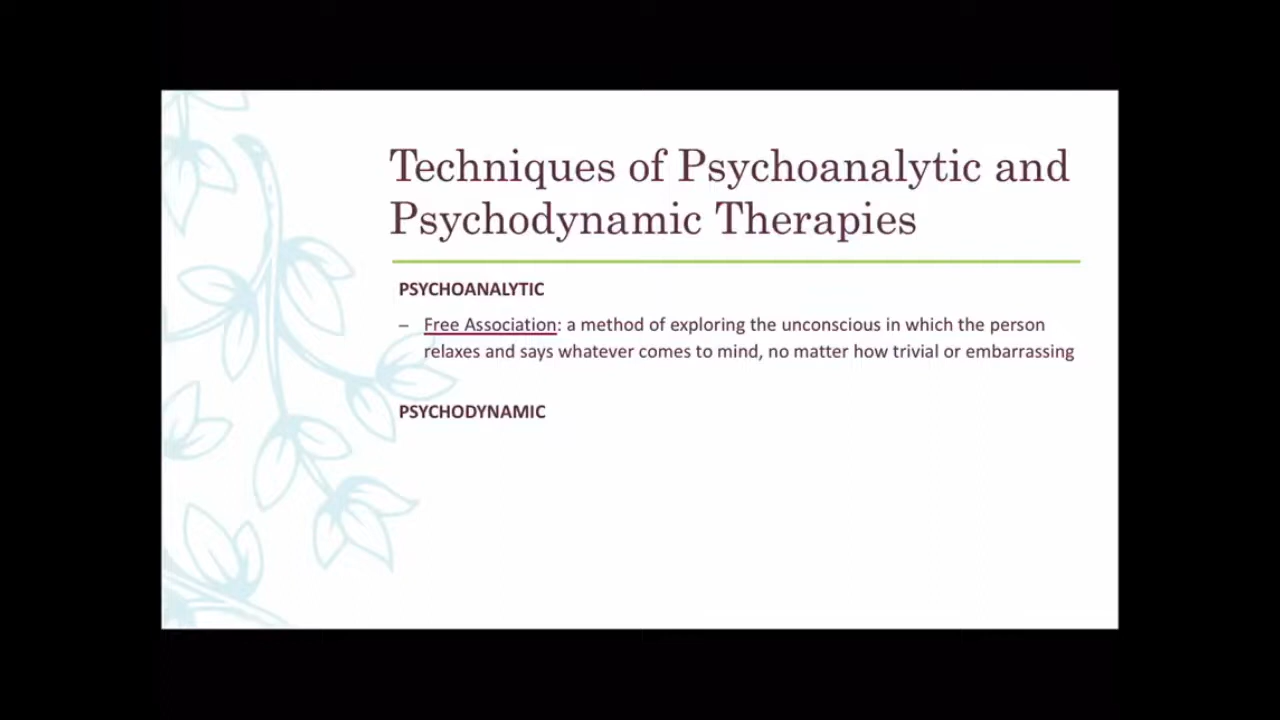 Techniques of Psychoanalytic and
Psychodynamic Therapies
PSYCHOANALYTIC
– Free Association: a method of exploring the unconscious in which the person
relaxes and says whatever comes to mind, no matter how trivial or embarrassing
PSYCHODYNAMIC